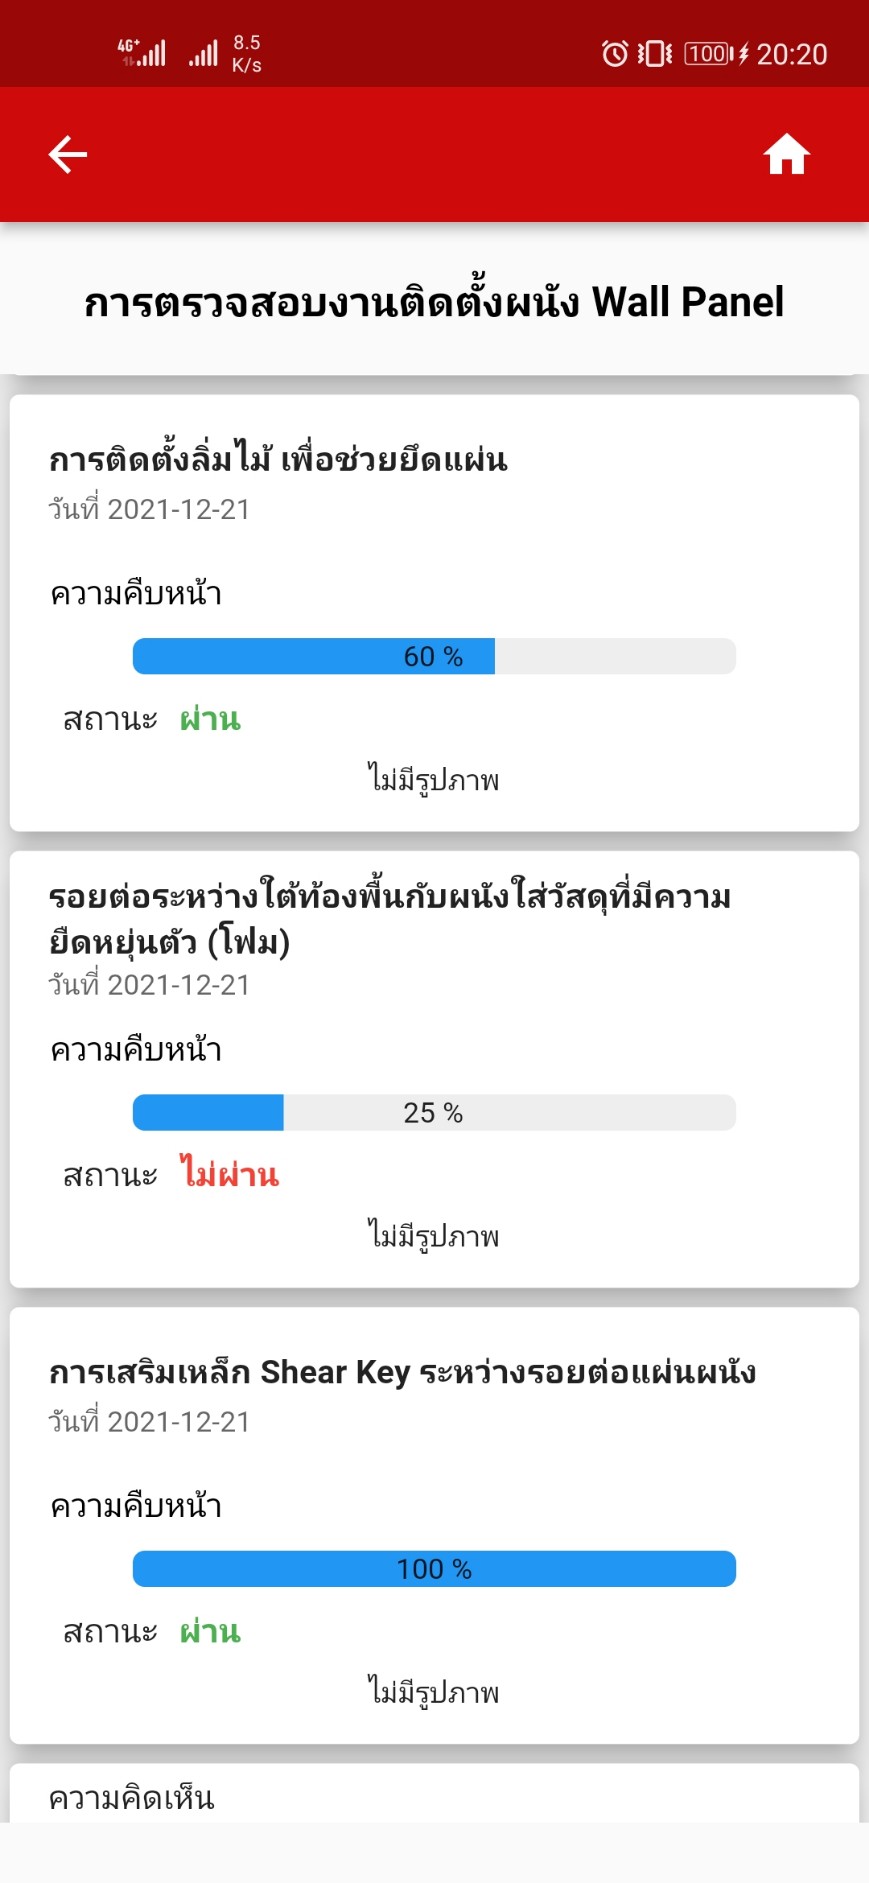 4G+
8.5
K/s
100
20:20
การตรวจสอบงานติดตั้งผนัง Wall Panel
การติดตั้งลิ่มไม้ เพื่อช่วยยึดแผ่น
วันที่ 2021-12-21
ความคืบหน้า
60 %
สถานะ ผ่าน
ไม่มีรูปภาพ
รอยต่อระหว่างใต้ท้องพื้นกับผนังใส่วัสดุที่มีความ
ยืดหยุ่นตัว (โฟม)
วันที่ 2021-12-21
ความคืบหน้า
25 %
สถานะ ไม่ผ่าน
ไม่มีรูปภาพ
การเสริมเหล็ก Shear Key ระหว่างรอยต่อแผ่นผนัง
วันที่ 2021-12-21
ความคืบหน้า
100 %
สถานะ ผ่าน
ไม่มีรูปภาพ
ความคิดเห็น